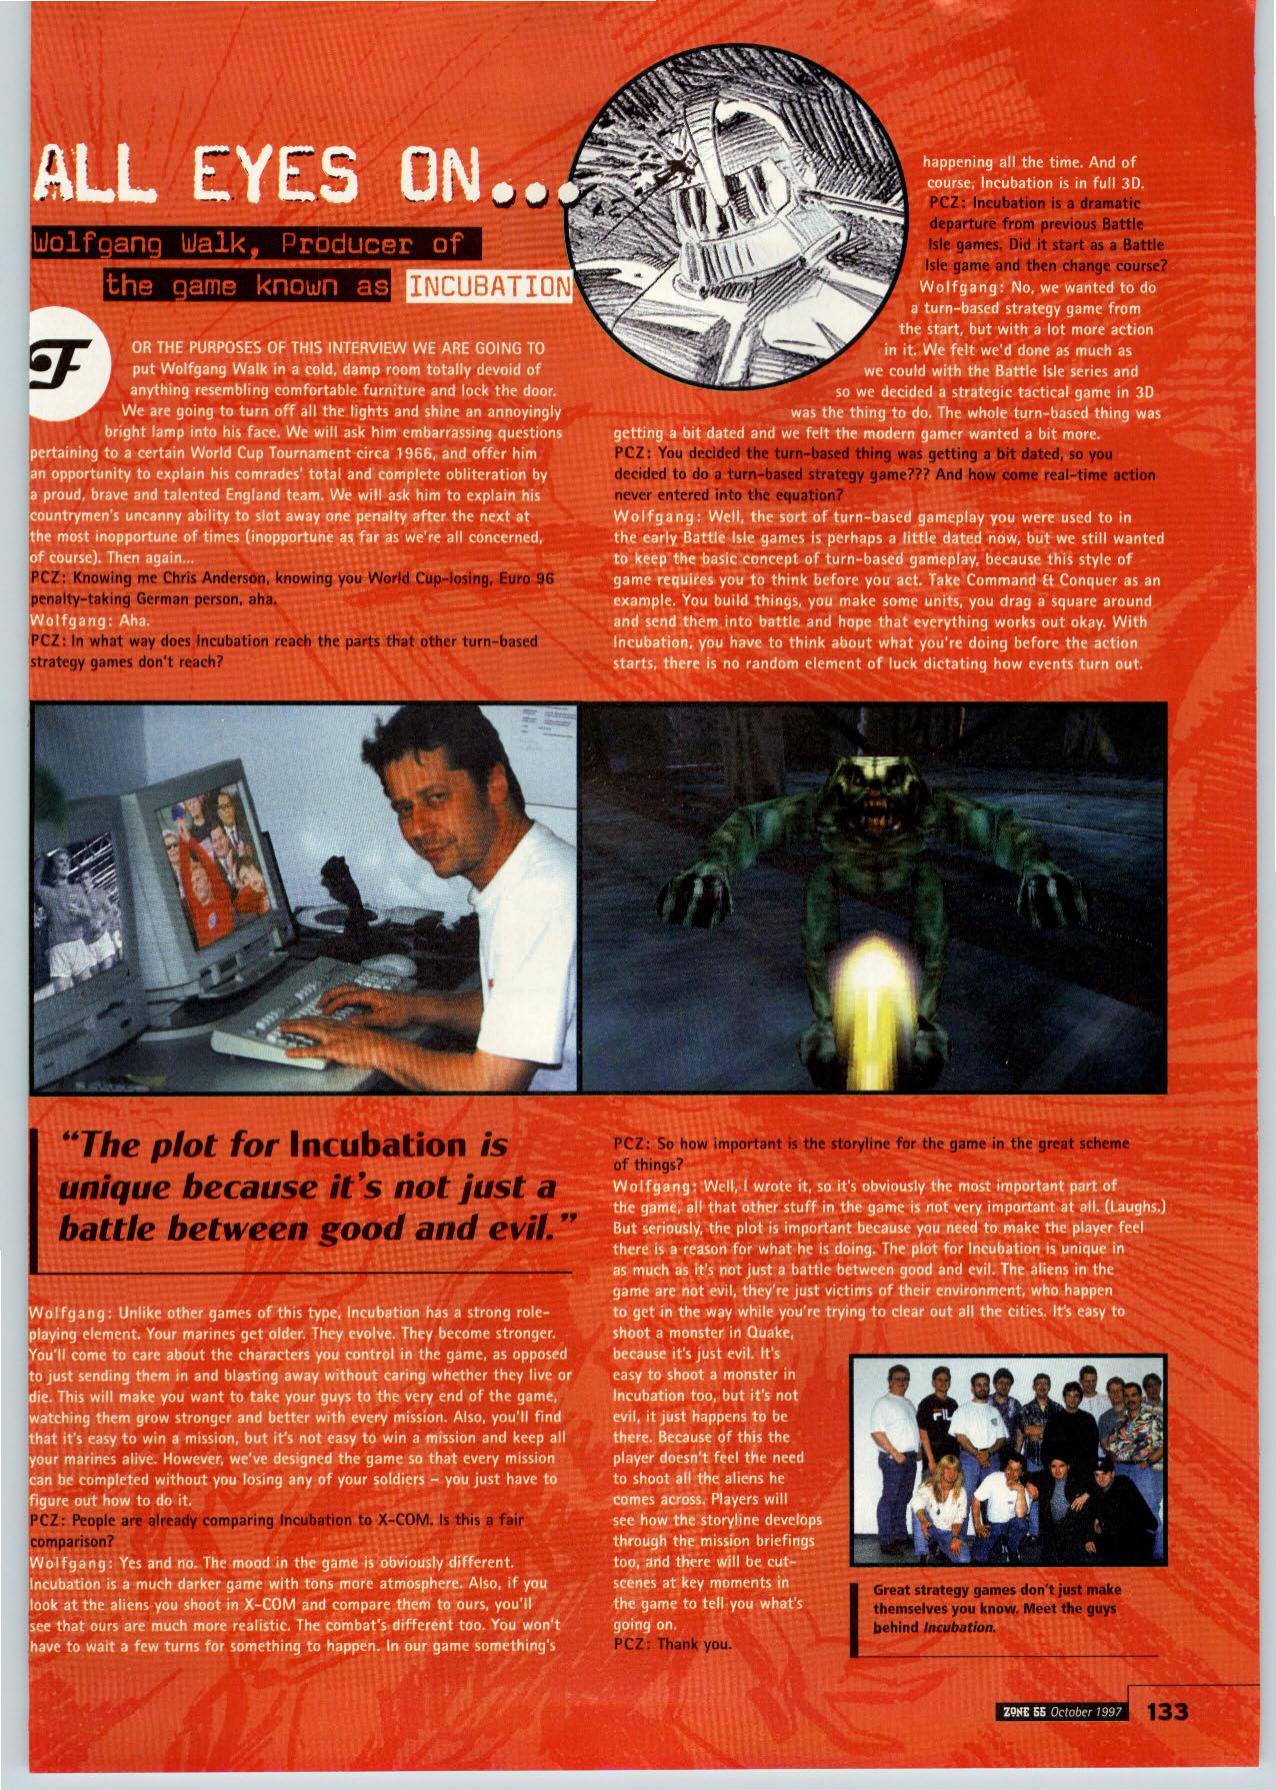 ALL EYES ON...
Wolfgang Walk, Producer of
the game known as INCUBATION
F
OR THE PURPOSES OF THIS INTERVIEW WE ARE GOING TO
put Wolfgang Walk in a cold, damp room totally devoid of
anything resembling comfortable furniture and lock the door.
We are going to turn off all the lights and shine an annoyingly
bright lamp into his face. We will ask him embarrassing questions
pertaining to a certain World Cup Tournament circa 1966, and offer him
an opportunity to explain his comrades' total and complete obliteration by
a proud, brave and talented England team. We will ask him to explain his
countrymen's uncanny ability to slot away one penalty after the next at
the most inopportune of times (inopportune as far as we're all concerned,
of course). Then again...
PCZ: Knowing me Chris Anderson, knowing you World Cup-losing, Euro 96
penalty-taking German person, aha.
Wolfgang: Aha.
PCZ: In what way does Incubation reach the parts that other turn-based
strategy games don't reach?
"The plot for Incubation is
unique because it's not just a
battle between good and evil."
Wolfgang: Unlike other games of this type, Incubation has a strong role-
playing element. Your marines get older. They evolve. They become stronger.
You'll come to care about the characters you control in the game, as opposed
to just sending them in and blasting away without caring whether they live or
die. This will make you want to take your guys to the very end of the game,
watching them grow stronger and better with every mission. Also, you'll find
that it's easy to win a mission, but it's not easy to win a mission and keep all
your marines alive. However, we've designed the game so that every mission
can be completed without you losing any of your soldiers – you just have to
figure out how to do it.
PCZ: People are already comparing Incubation to X-COM. Is this a fair
comparison?
Wolfgang: Yes and no. The mood in the game is obviously different.
Incubation is a much darker game with tons more atmosphere. Also, if you
look at the aliens you shoot in X-COM and compare them to ours, you'll
see that ours are much more realistic. The combat's different too. You won't
have to wait a few turns for something to happen. In our game something's
happening all the time. And of
course, Incubation is in full 3D.
PCZ: Incubation is a dramatic
departure from previous Battle
Isle games. Did it start as a Battle
Isle game and then change course?
Wolfgang: No, we wanted to do
a turn-based strategy game from
the start, but with a lot more action
in it. We felt we'd done as much as
we could with the Battle Isle series and
so we decided a strategic tactical game in 3D
was the thing to do. The whole turn-based thing was
getting a bit dated and we felt the modern gamer wanted a bit more.
PCZ: You decided the turn-based thing was getting a bit dated, so you
decided to do a turn-based strategy game??? And how come real-time action
never entered into the equation?
Wolfgang: Well, the sort of turn-based gameplay you were used to in
the early Battle Isle games is perhaps a little dated now, but we still wanted
to keep the basic concept of turn-based gameplay, because this style of
game requires you to think before you act. Take Command & Conquer as an
example. You build things, you make some units, you drag a square around
and send them into battle and hope that everything works out okay. With
Incubation, you have to think about what you're doing before the action
starts, there is no random element of luck dictating how events turn out.
PCZ: So how important is the storyline for the game in the great scheme
of things?
Wolfgang: Well, I wrote it, so it's obviously the most important part of
the game, all that other stuff in the game is not very important at all. (Laughs.)
But seriously, the plot is important because you need to make the player feel
there is a reason for what he is doing. The plot for Incubation is unique in
as much as it's not just a battle between good and evil. The aliens in the
game are not evil, they're just victims of their environment, who happen
to get in the way while you're trying to clear out all the cities. It's easy to
shoot a monster in Quake,
because it's just evil. It's
easy to shoot a monster in
Incubation too, but it's not
evil, it just happens to be
there. Because of this the
player doesn't feel the need
to shoot all the aliens he
comes across. Players will
see how the storyline develops
through the mission briefings
too, and there will be cut-
scenes at key moments in
the game to tell you what's
going on.
PCZ: Thank you.
FIL
Great strategy games don't just make
themselves you know. Meet the guys
behind Incubation.
ZONE 55 October 1997 133